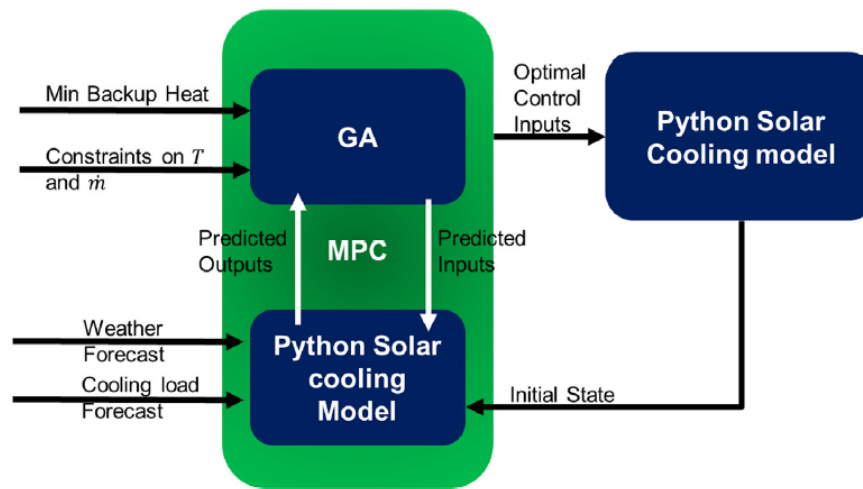 Min Backup Heat
Constraints on T
and ṁ
GA
Optimal
Control
Inputs
Python Solar
Cooling model
Predicted
Outputs
MPC
Predicted
Inputs
Weather
Forecast
Cooling load
Forecast
Python Solar
cooling
Model
Initial State